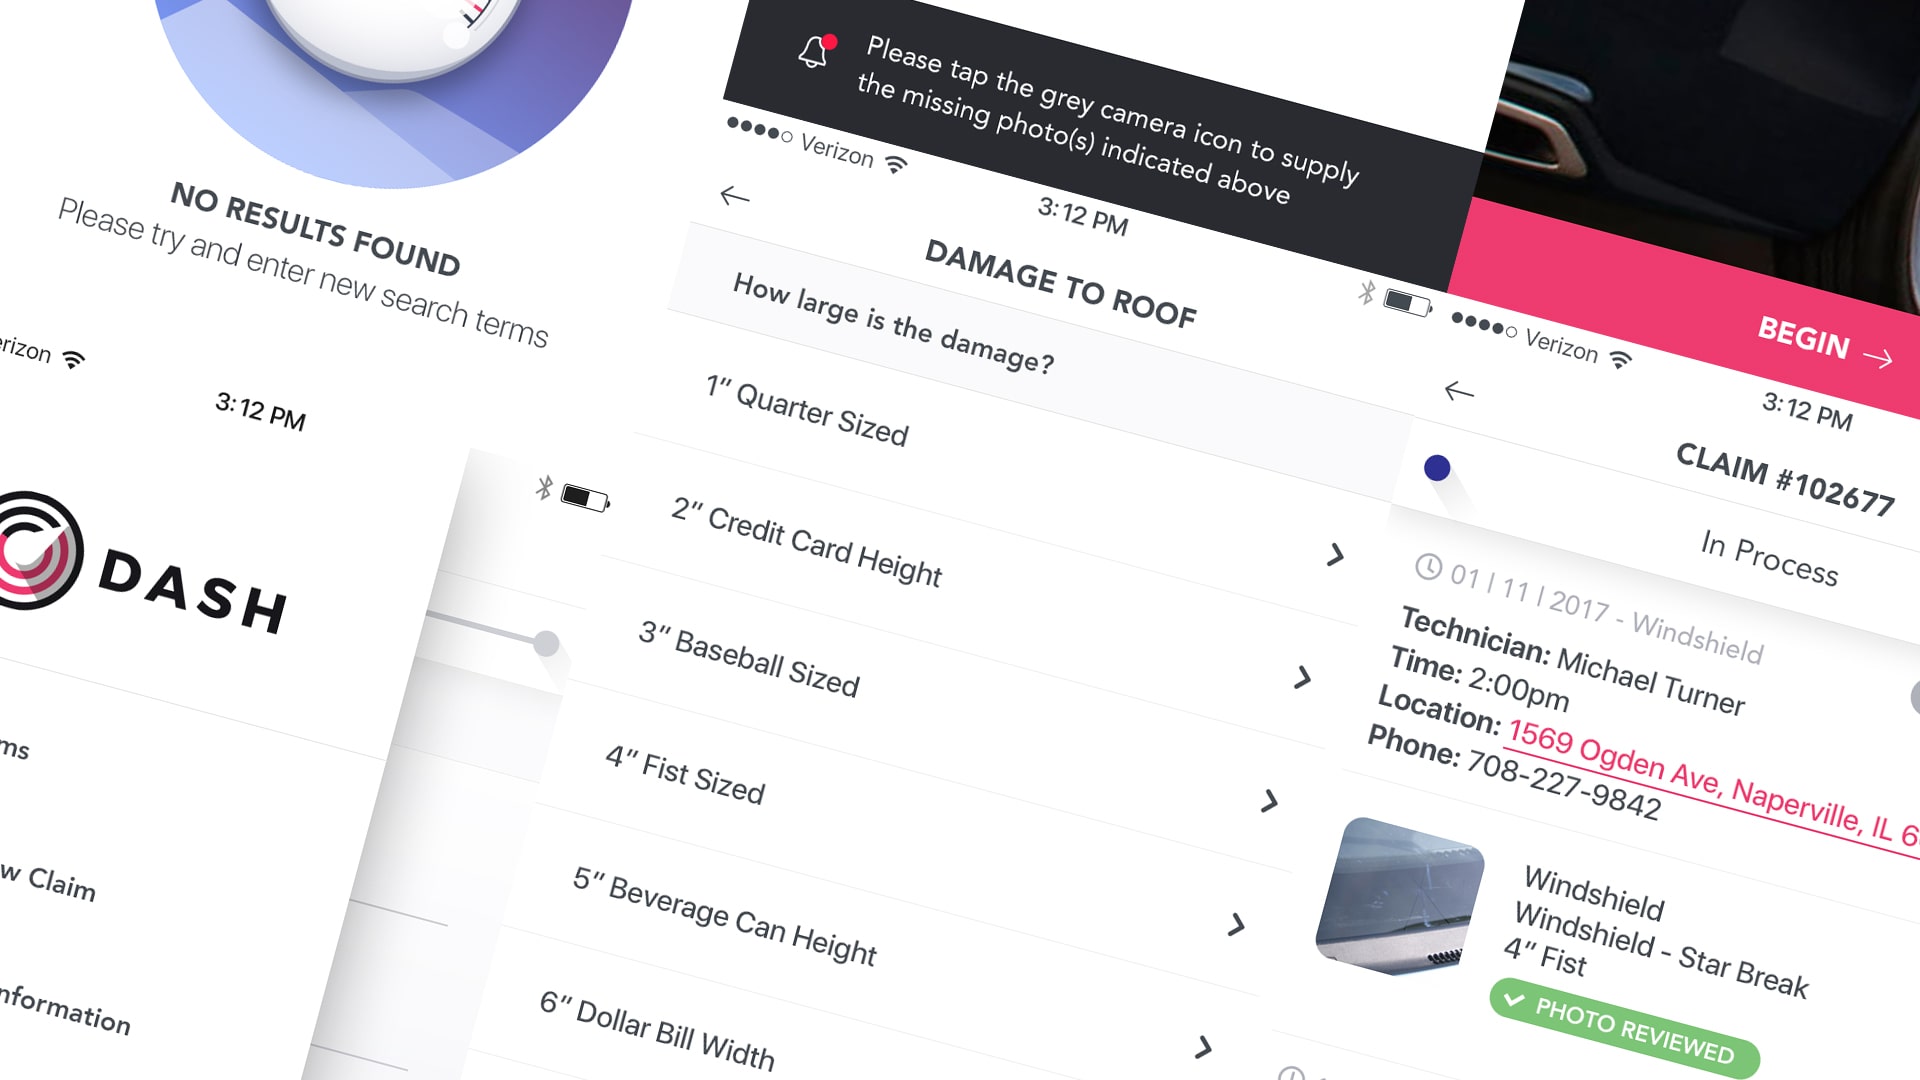 NO RESULTS FOUND
Please try and enter new search terms
3:12 PM
DASH
Claim
Please tap the grey camera icon to supply
the missing photo(s) indicated above
Verizon
3:12 PM
DAMAGE TO ROOF
How large is the damage?
1” Quarter Sized
2” Credit Card Height
3” Baseball Sized
4” Fist Sized
5” Beverage Can Height
6” Dollar Bill Width
BEGIN →
Verizon
3:12 PM
CLAIM #102677
In Process
01 | 11 | 2017 - Windshield
Technician: Michael Turner
Time: 2:00pm
Location: 1569 Ogden Ave, Naperville, IL
Phone: 708-227-9842
Windshield
Windshield - Star Break
4” Fist
PHOTO REVIEWED